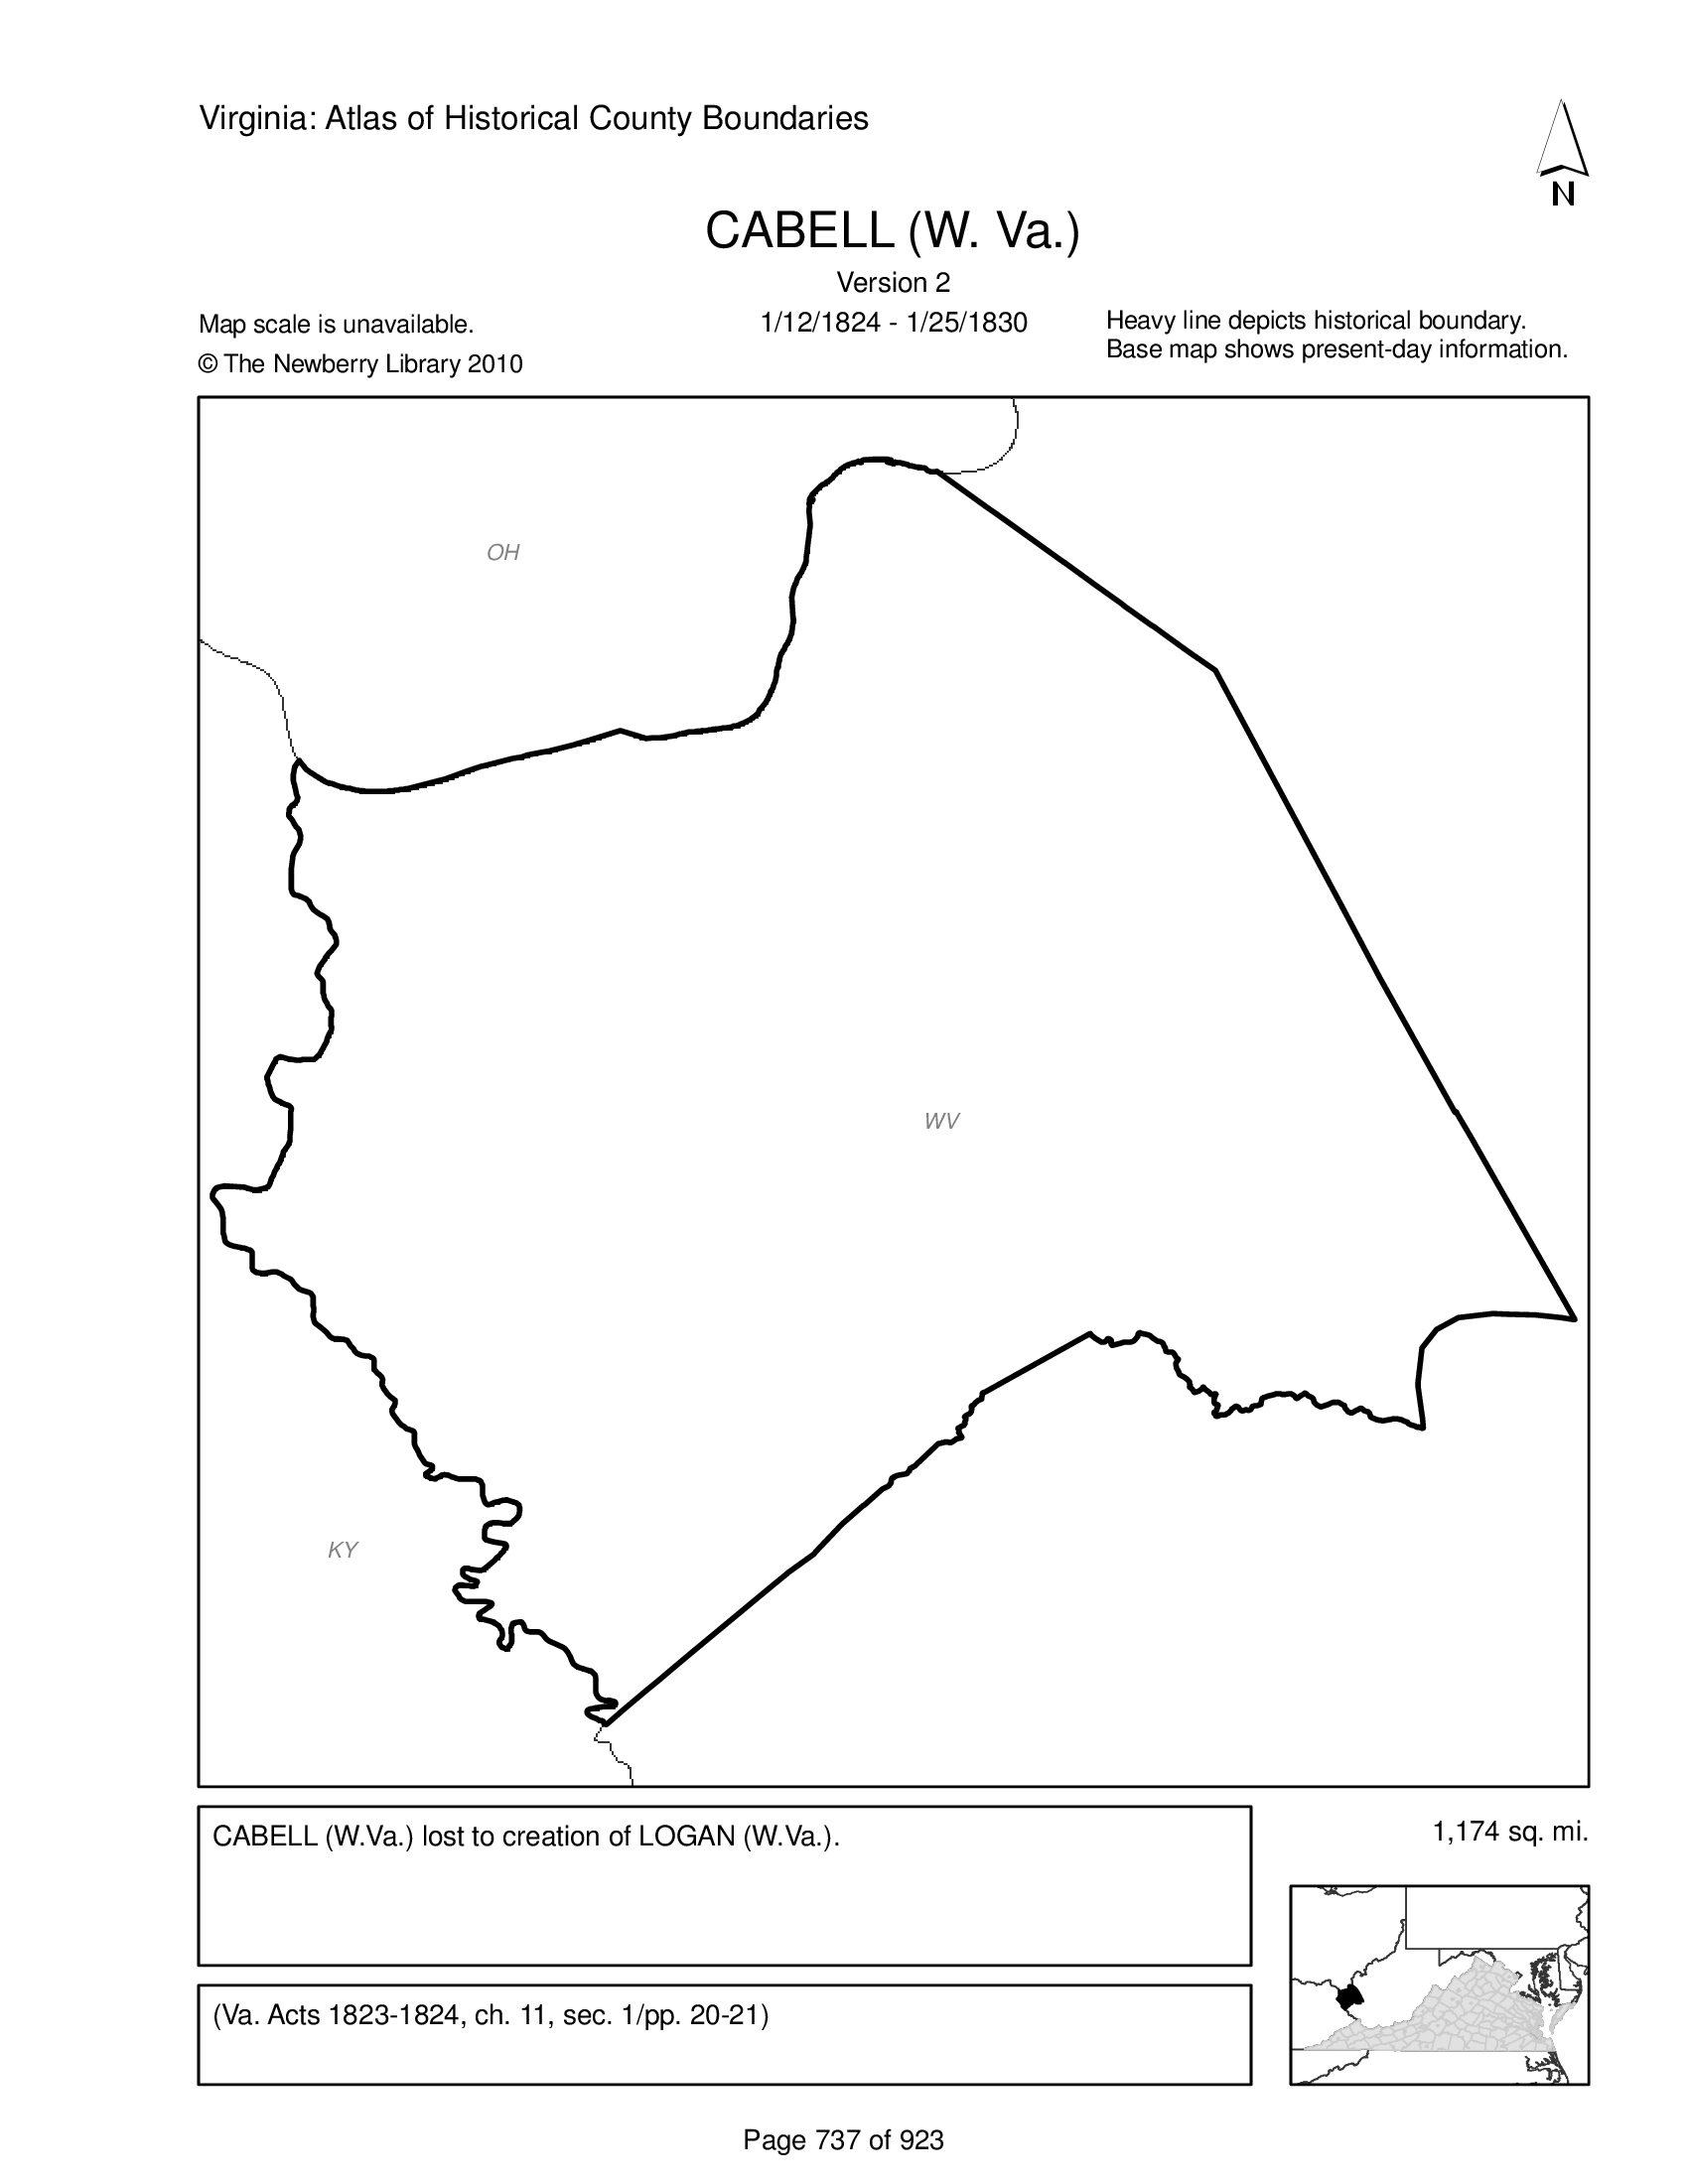 Virginia: Atlas of Historical County Boundaries
N
CABELL (W. Va.)
Version 2
1/12/1824 - 1/25/1830
Map scale is unavailable.
© The Newberry Library 2010
Heavy line depicts historical boundary.
Base map shows present-day information.
OH
WV
KY
CABELL (W.Va.) lost to creation of LOGAN (W.Va.).
1,174 sq. mi.
(Va. Acts 1823-1824, ch. 11, sec. 1/pp. 20-21)
Page 737 of 923